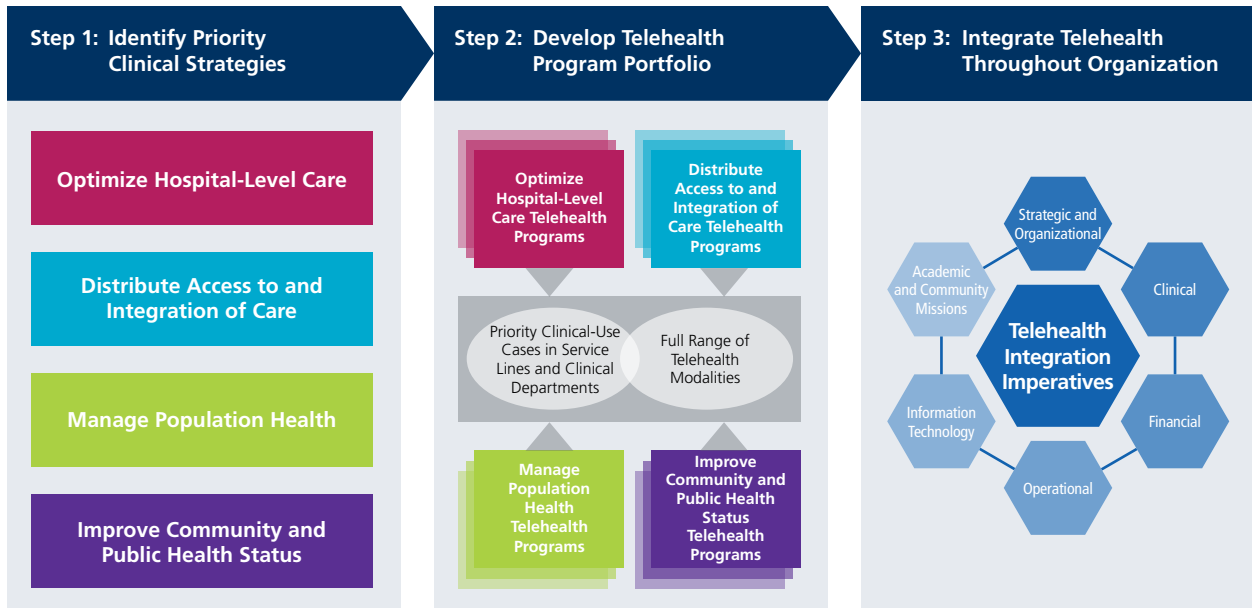 Step 1: Identify Priority
Clinical Strategies
Optimize Hospital-Level Care
Distribute Access to and
Integration of Care
Manage Population Health
Improve Community and
Public Health Status
Step 2: Develop Telehealth
Program Portfolio
Optimize
Hospital-Level
Care Telehealth
Programs
Distribute
Access to and
Integration of
Care Telehealth
Programs
Priority Clinical-Use
Cases in Service
Lines and Clinical
Departments
Full Range of
Telehealth
Modalities
Manage
Population
Health
Telehealth
Programs
Improve
Community and
Public Health
Status
Telehealth
Programs
Step 3: Integrate Telehealth
Throughout Organization
Strategic and
Organizational
Clinical
Financial
Operational
Information
Technology
Academic
and Community
Missions
Telehealth
Integration
Imperatives